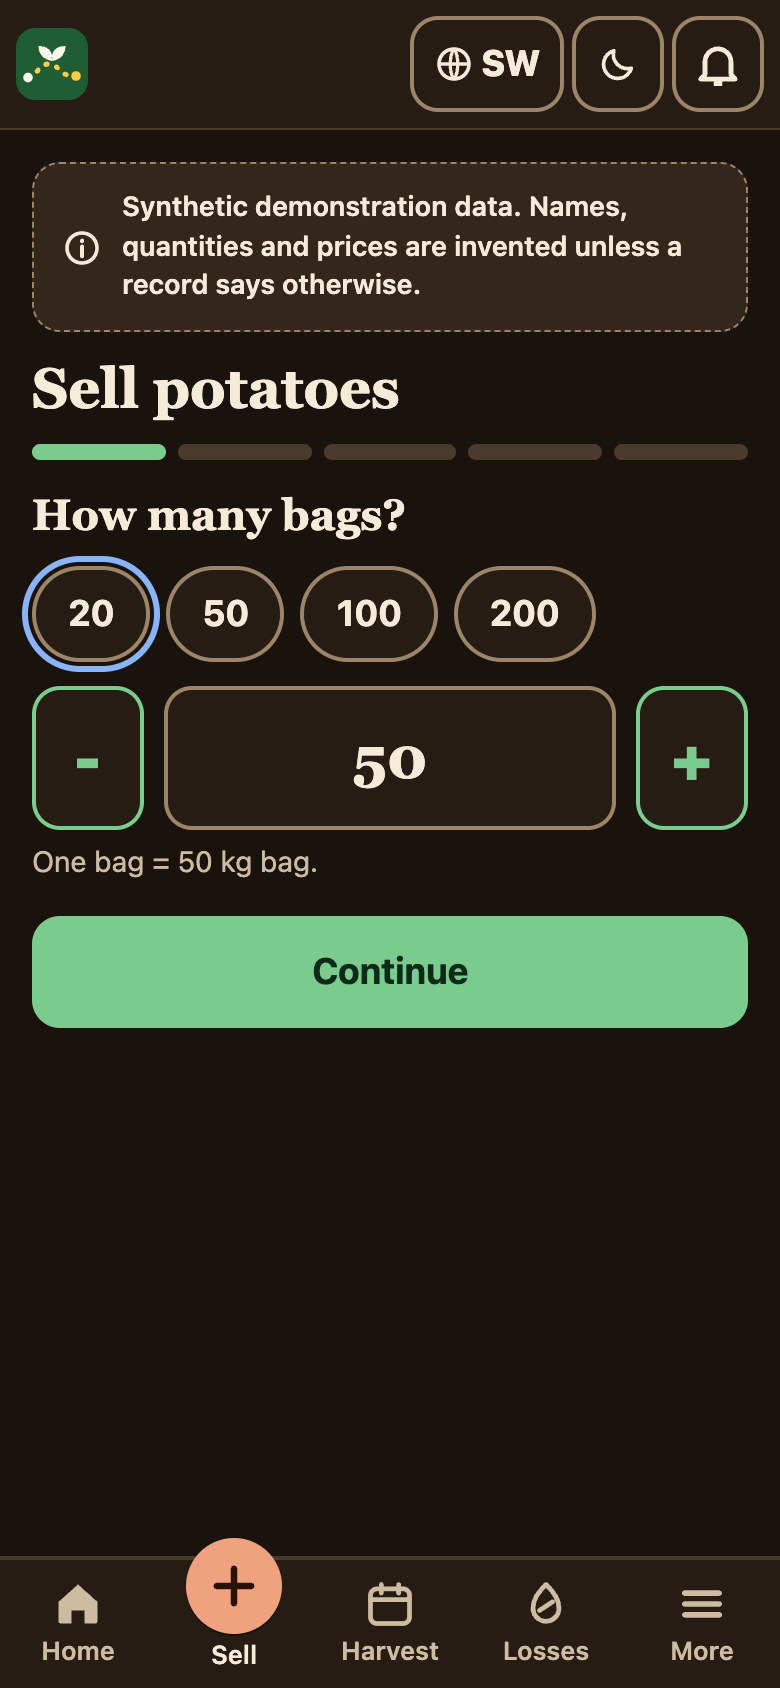 SW
Synthetic demonstration data. Names,
quantities and prices are invented unless a
record says otherwise.
Sell potatoes
How many bags?
20 50 100 200
- 50 +
One bag = 50 kg bag.
Continue
Home Sell Harvest Losses More